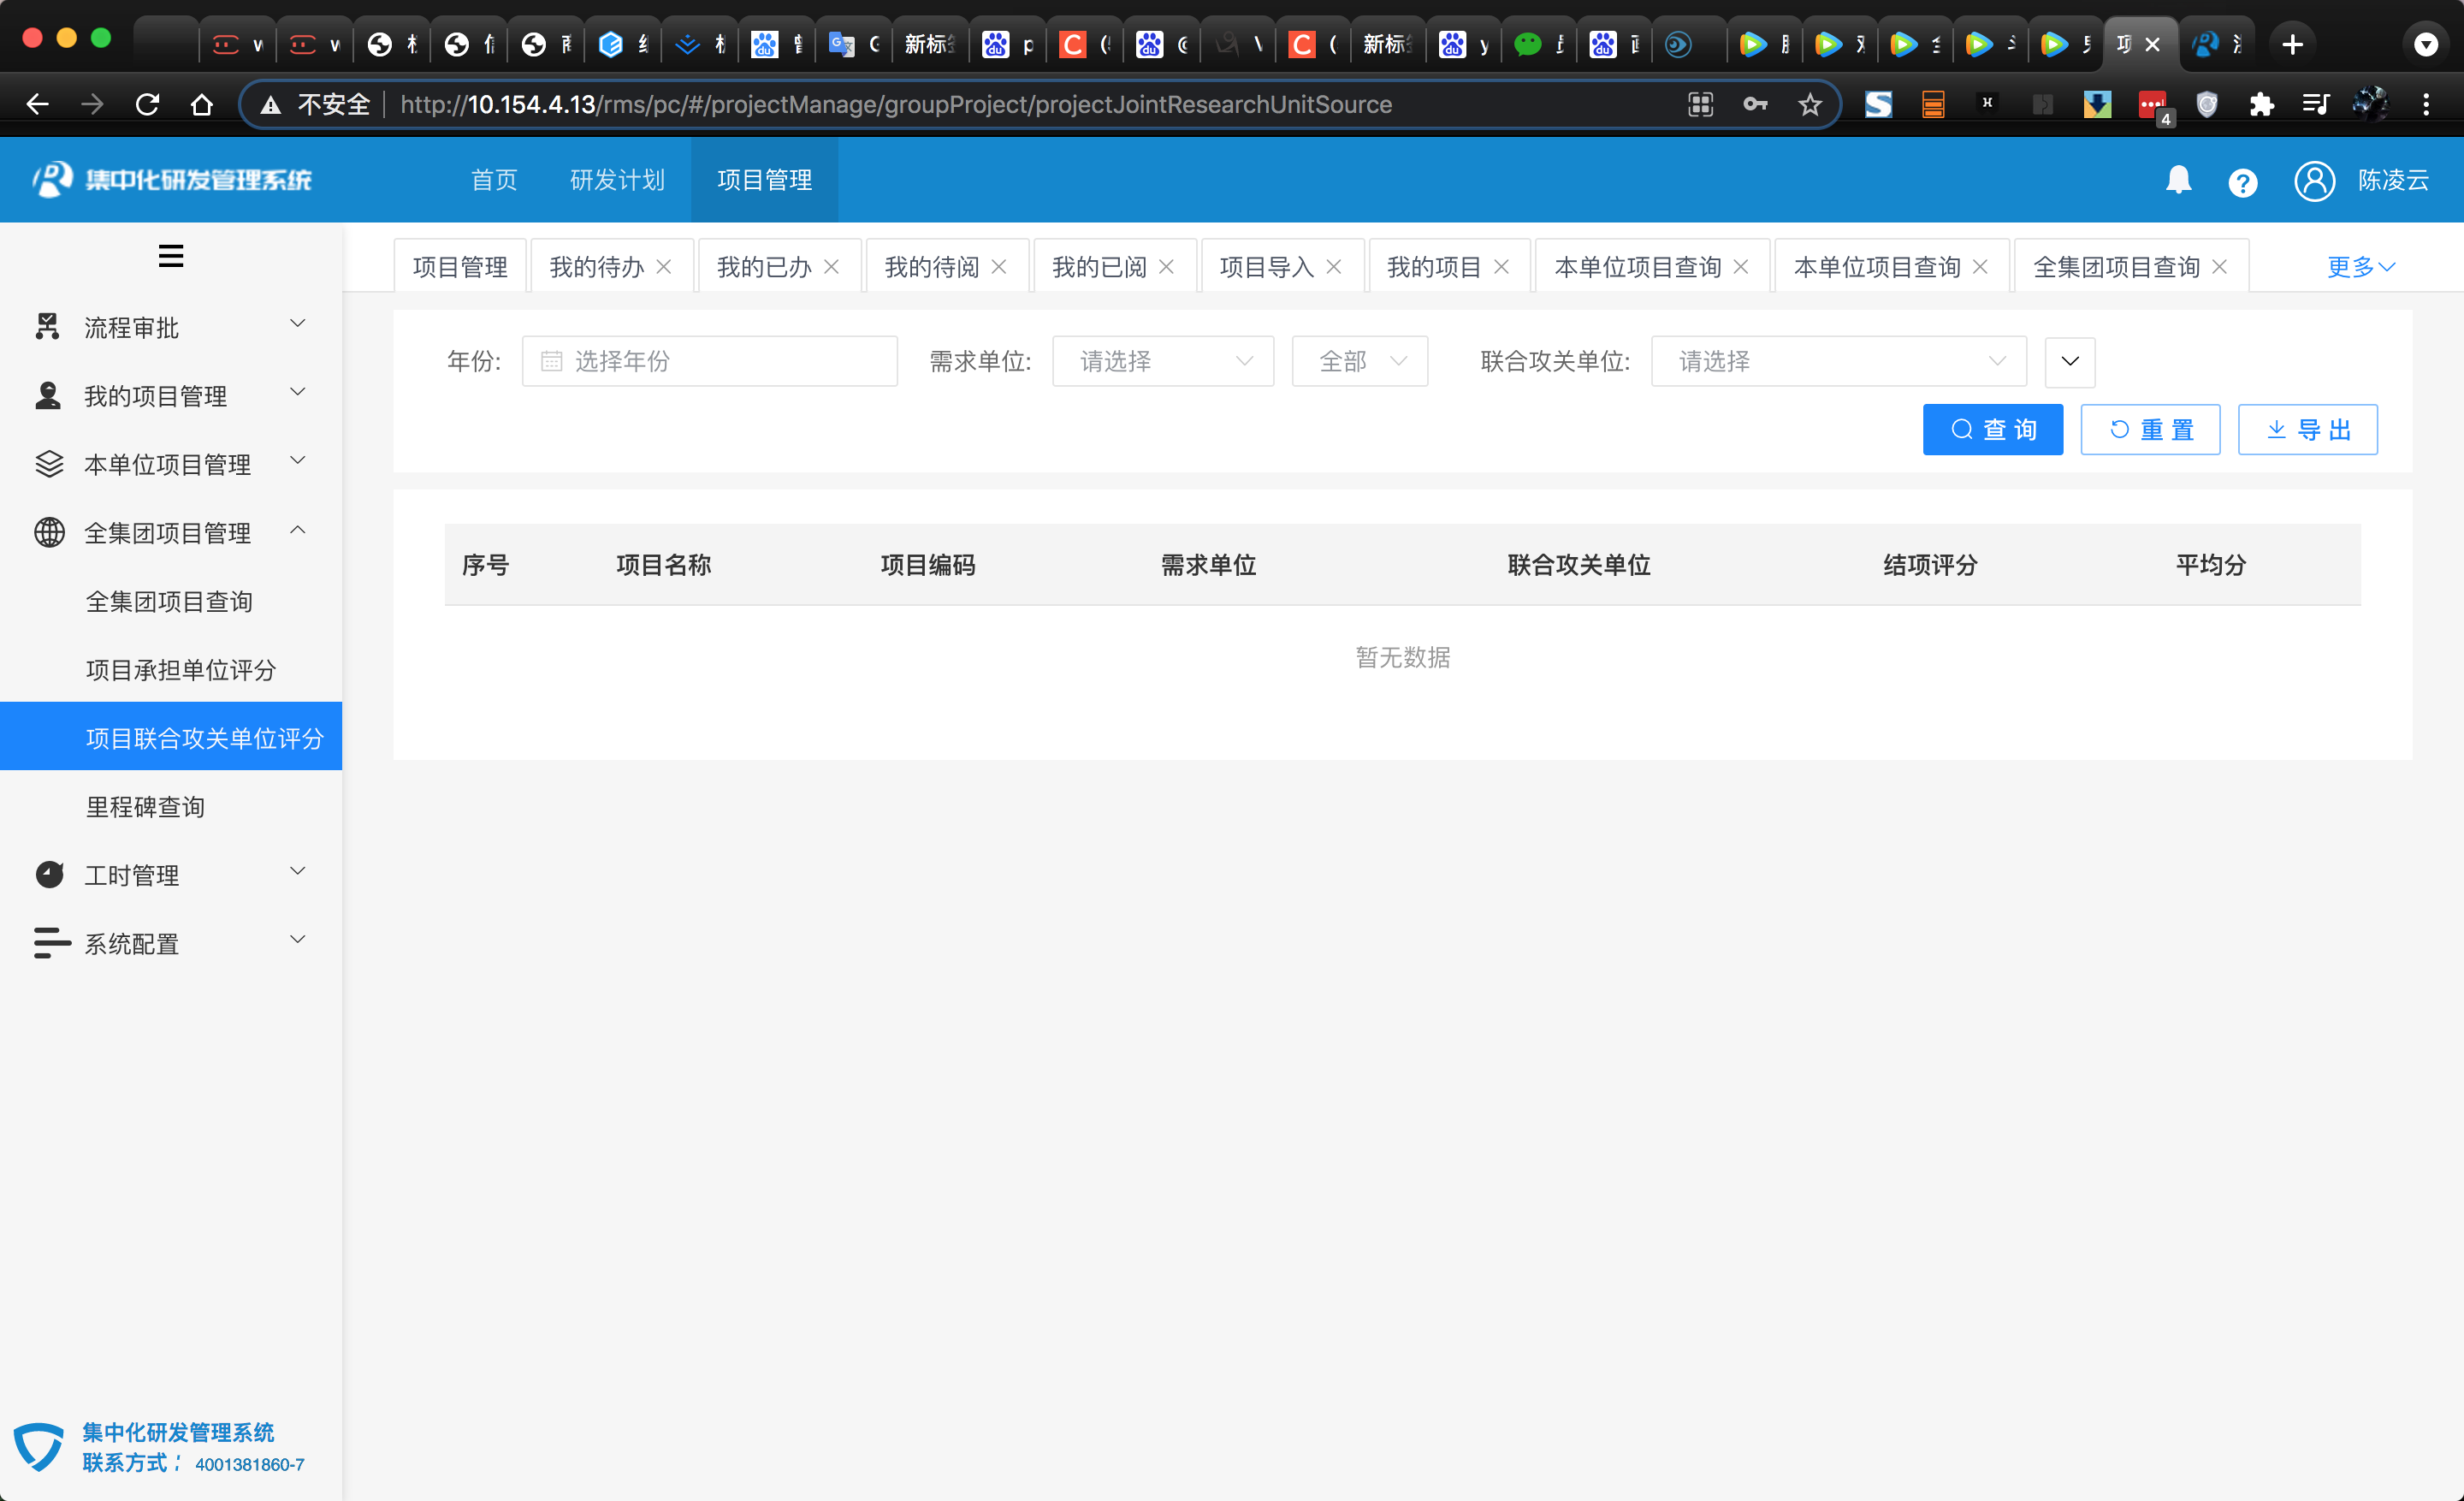 新标
新标
不安全 http://10.154.4.13/rms/pc/#/projectManage/groupProject/projectJointResearchUnitSource
4
集中化研发管理系统 首页 研发计划 项目管理 陈凌云
项目管理 我的待办 我的已办 我的待阅 我的已阅 项目导入 我的项目 本单位项目查询 本单位项目查询 全集团项目查询 更多
流程审批
我的项目管理
本单位项目管理
全集团项目管理
全集团项目查询
项目承担单位评分
项目联合攻关单位评分
里程碑查询
工时管理
系统配置
年份: 选择年份 需求单位: 请选择 全部 联合攻关单位: 请选择
查询 重置 导出
序号 项目名称 项目编码 需求单位 联合攻关单位 结项评分 平均分
暂无数据
集中化研发管理系统
联系方式： 4001381860-7